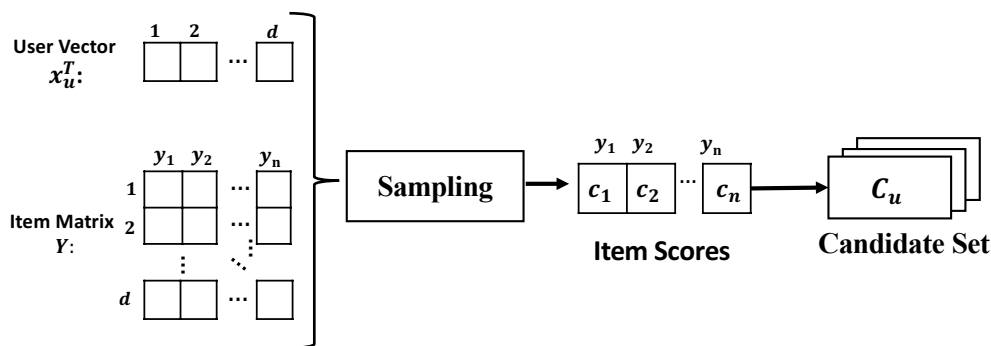 1 2 ... d
User Vector
x_u^T:
y_1 y_2 y_n
1 ...
Item Matrix 2 ...
Y:
d ...
Sampling
y_1 y_2 y_n
c_1 c_2 ... c_n
Item Scores
C_u
Candidate Set